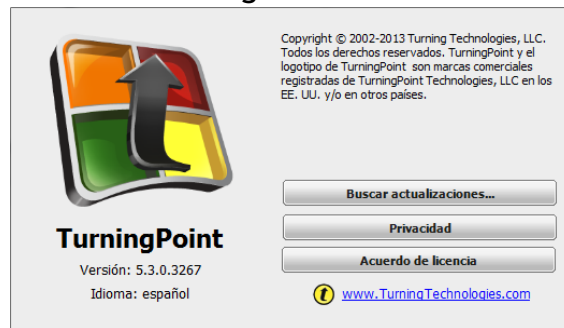 Copyright © 2002-2013 Turning Technologies, LLC.
Todos los derechos reservados. TurningPoint y el
logotipo de TurningPoint son marcas comerciales
registradas de TurningPoint Technologies, LLC en los
EE. UU. y/o en otros países.
Buscar actualizaciones...
Privacidad
Acuerdo de licencia
www.TurningTechnologies.com
TurningPoint
Versión: 5.3.0.3267
Idioma: español